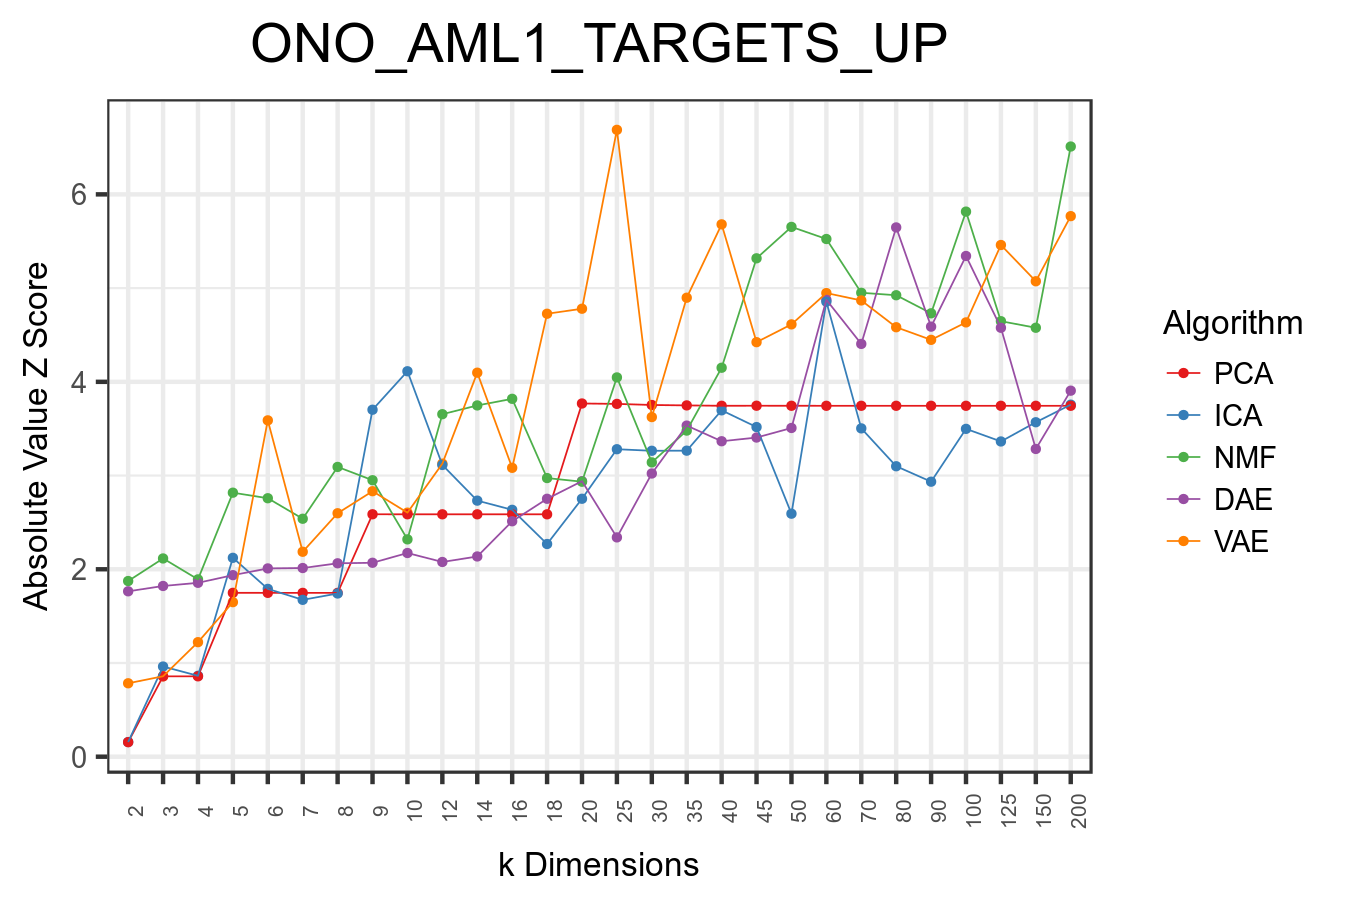 ONO_AML1_TARGETS_UP
Absolute Value Z Score
6
4
2
0
2 3 4 5 6 7 8 9 10 12 14 16 18 20 25 30 35 40 45 50 60 70 80 90 100 125 150 200
k Dimensions
Algorithm
PCA
ICA
NMF
DAE
VAE